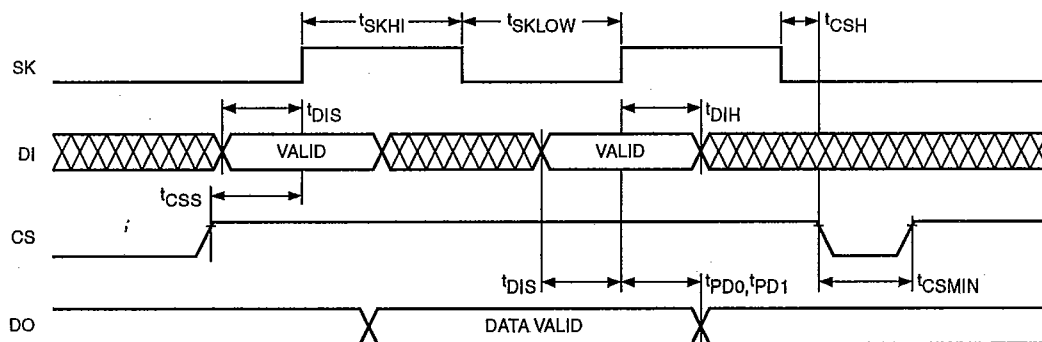 tSKHI tSKLOW tCSH
SK
tDIS tDIH
DI VALID VALID
tCSS
i
CS
tDIS tPD0,tPD1 tCSMIN
DO DATA VALID